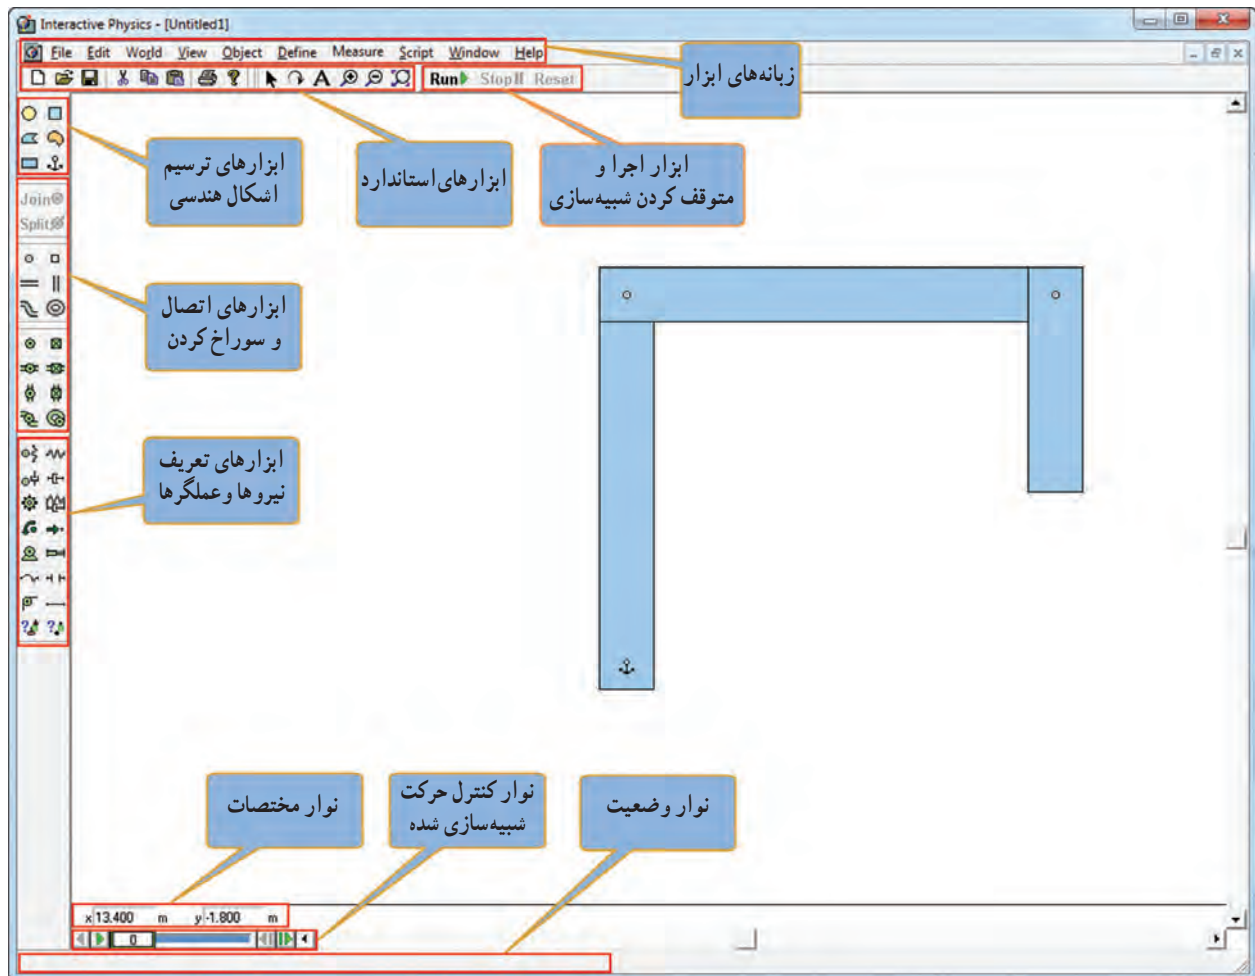 Interactive Physics - [Untitled1]
File Edit World View Object Define Measure Script Window Help
زبانه‌های ابزار
A
Run Stop Reset
ابزارهای ترسیم
اشکال هندسی
ابزارهای استاندارد
ابزار اجرا و
متوقف کردن شبیه‌سازی
Join
Split
ابزارهای اتصال
و سوراخ کردن
ابزارهای تعریف
نیروها و عملگرها
نوار مختصات
نوار کنترل حرکت
شبیه‌سازی شده
نوار وضعیت
x 13.400 m y -1.800 m
0